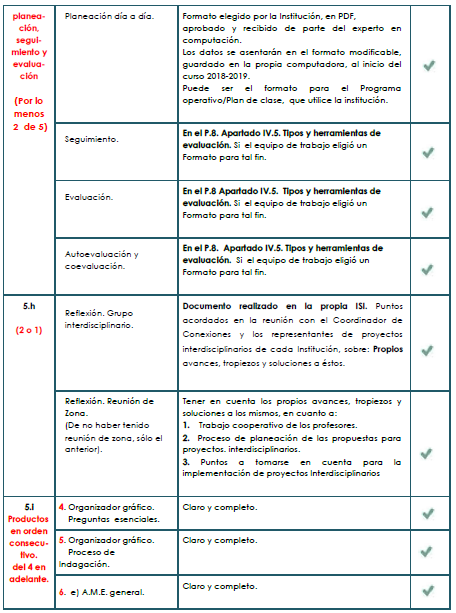 planea-
ción,
segui-
miento y
evalua-
ción
(Por lo
menos
2 de 5)
Planeación día a día.
Formato elegido por la Institución, en PDF,
aprobado y recibido de parte del experto en
computación.
Los datos se asentarán en el formato modificable,
guardado en la propia computadora, al inicio del
curso 2018-2019.
Puede ser el formato para el Programa
operativo/Plan de clase, que utilice la institución.
Seguimiento.
En el P.8. Apartado IV.5. Tipos y herramientas de
evaluación. Si el equipo de trabajo eligió un
Formato para tal fin.
Evaluación.
En el P.8 Apartado IV.5. Tipos y herramientas de
evaluación. Si el equipo de trabajo eligió un
Formato para tal fin.
Autoevaluación y
coevaluación.
En el P.8. Apartado IV.5. Tipos y herramientas de
evaluación. Si el equipo de trabajo eligió un
Formato para tal fin.
5.h
(2 o 1)
Reflexión. Grupo
interdisciplinario.
Documento realizado en la propia ISI. Puntos
acordados en la reunión con el Coordinador de
Conexiones y los representantes de proyectos
interdisciplinarios de cada Institución, sobre: Propios
avances, tropiezos y soluciones a éstos.
Reflexión. Reunión de
Zona.
(De no haber tenido
reunión de zona, sólo el
anterior).
Tener en cuenta los propios avances, tropiezos y
soluciones a los mismos, en cuanto a:
1. Trabajo cooperativo de los profesores.
2. Proceso de planeación de las propuestas para
proyectos. interdisciplinarios.
3. Puntos a tomarse en cuenta para la
implementación de proyectos Interdisciplinarios
5.i
Productos
en orden
consecu-
tivo.
del 4 en
adelante.
4. Organizador gráfico.
Preguntas esenciales.
Claro y completo.
5. Organizador gráfico.
Proceso de
Indagación.
Claro y completo.
6. e) A.M.E. general.
Claro y completo.